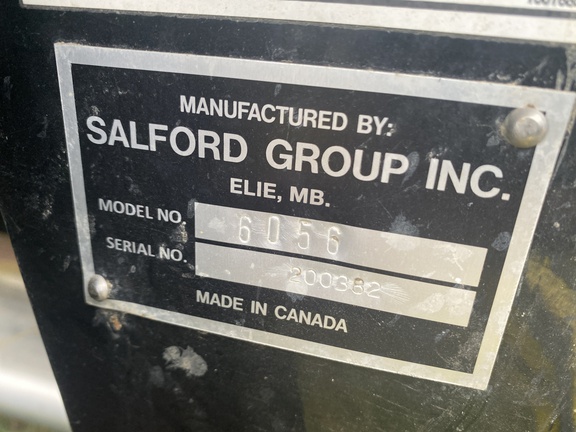 MANUFACTURED BY:
SALFORD GROUP INC.
ELIE, MB.
MODEL NO. 6056
SERIAL NO. 200382
MADE IN CANADA